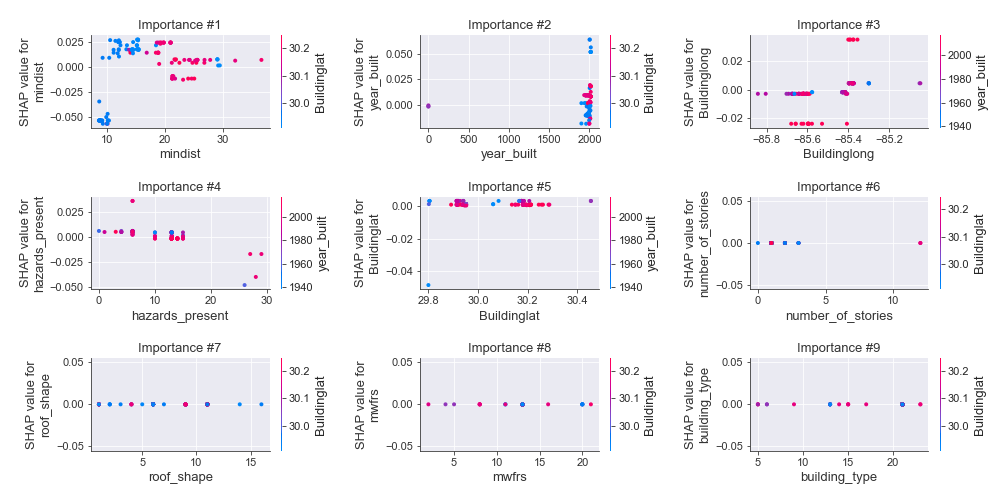 Importance #1
SHAP value for
mindist
0.025
0.000
−0.025
−0.050
10
20
30
mindist
30.2
30.1
30.0
Buildinglat
Importance #2
SHAP value for
year_built
0.050
0.025
0.000
0
500
1000
1500
2000
year_built
30.2
30.1
30.0
Buildinglat
Importance #3
SHAP value for
Buildinglong
0.02
0.00
−0.02
−85.8
−85.6
−85.4
−85.2
Buildinglong
2000
1980
1960
1940
year_built
Importance #4
SHAP value for
hazards_present
0.025
0.000
−0.025
−0.050
0
10
20
30
hazards_present
2000
1980
1960
1940
year_built
Importance #5
SHAP value for
Buildinglat
0.00
−0.02
−0.04
29.8
30.0
30.2
30.4
Buildinglat
2000
1980
1960
1940
year_built
Importance #6
SHAP value for
number_of_stories
0.05
0.00
−0.05
0
5
10
number_of_stories
30.2
30.1
30.0
Buildinglat
Importance #7
SHAP value for
roof_shape
0.05
0.00
−0.05
5
10
15
roof_shape
30.2
30.1
30.0
Buildinglat
Importance #8
SHAP value for
mwfrs
0.05
0.00
−0.05
5
10
15
20
mwfrs
30.2
30.1
30.0
Buildinglat
Importance #9
SHAP value for
building_type
0.05
0.00
−0.05
5
10
15
20
building_type
30.2
30.1
30.0
Buildinglat